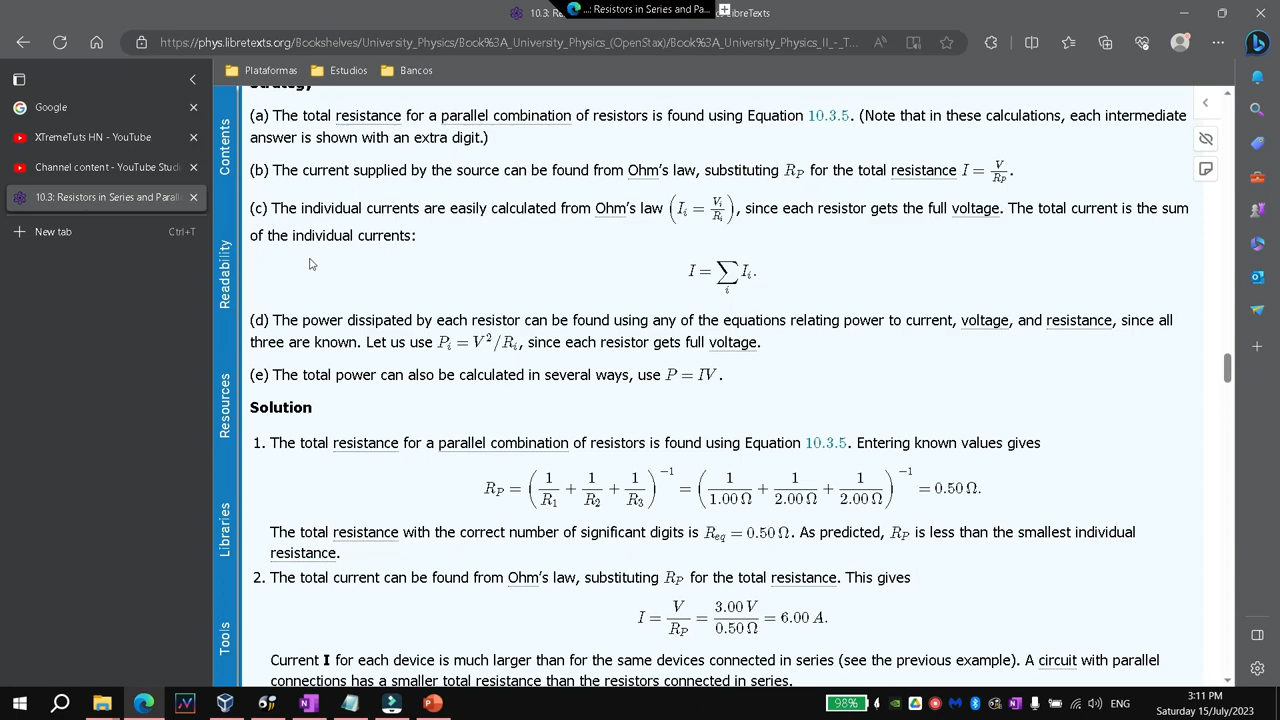 10.3: Res
...: Resistors in Series and Pa...
LibreTexts
https://phys.libretexts.org/Bookshelves/University_Physics/Book%3A_University_Physics_(OpenStax)/Book%3A_University_Physics_II_-_T...
Plataformas
Estudios
Bancos
Google
XTremeTuts HN - YouTube
Channel content - YouTube Studi
10.3: Resistors in Series and Parall
New tab
Ctrl+T
Contents
Readability
Resources
Libraries
Tools
Strategy
(a) The total resistance for a parallel combination of resistors is found using Equation 10.3.5. (Note that in these calculations, each intermediate
answer is shown with an extra digit.)
(b) The current supplied by the source can be found from Ohm's law, substituting R_P for the total resistance I = V/R_P.
(c) The individual currents are easily calculated from Ohm's law (I_i = V_i/R_i), since each resistor gets the full voltage. The total current is the sum
of the individual currents:
I = ∑_i I_i.
(d) The power dissipated by each resistor can be found using any of the equations relating power to current, voltage, and resistance, since all
three are known. Let us use P_i = V²/R_i, since each resistor gets full voltage.
(e) The total power can also be calculated in several ways, use P = IV.
Solution
1. The total resistance for a parallel combination of resistors is found using Equation 10.3.5. Entering known values gives
R_P = (1/R_1 + 1/R_2 + 1/R_3)^−1 = (1/1.00 Ω + 1/2.00 Ω + 1/2.00 Ω)^−1 = 0.50 Ω.
The total resistance with the correct number of significant digits is R_eq = 0.50 Ω. As predicted, R_P is less than the smallest individual
resistance.
2. The total current can be found from Ohm's law, substituting R_P for the total resistance. This gives
I = V/R_P = 3.00 V/0.50 Ω = 6.00 A.
Current I for each device is much larger than for the same devices connected in series (see the previous example). A circuit with parallel
connections has a smaller total resistance than the resistors connected in series.
98%
ENG
3:11 PM
Saturday 15/July/2023